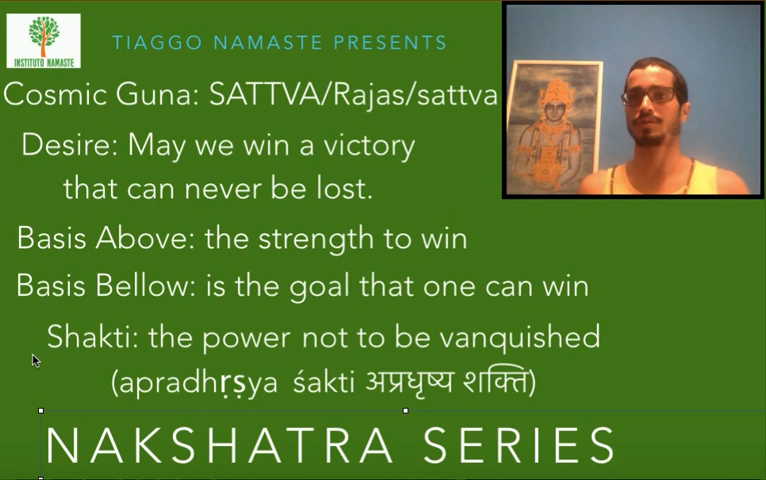 INSTITUTO NAMASTE
TIAGGO NAMASTE PRESENTS
Cosmic Guna: SATTVA/Rajas/sattva
Desire: May we win a victory
that can never be lost.
Basis Above: the strength to win
Basis Bellow: is the goal that one can win
Shakti: the power not to be vanquished
(apradhṛṣya śakti अप्रधृष्य शक्ति)
NAKSHATRA SERIES